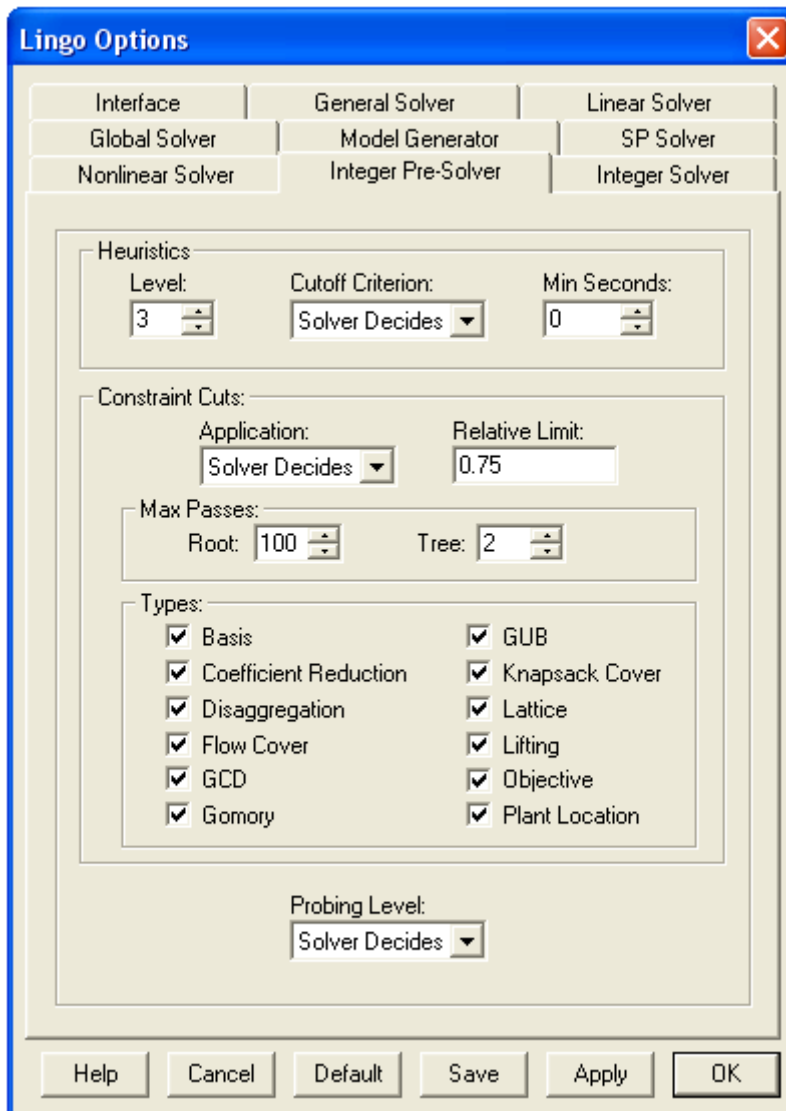 Lingo Options
Interface General Solver Linear Solver
Global Solver Model Generator SP Solver
Nonlinear Solver Integer Pre-Solver Integer Solver
Heuristics
Level: Cutoff Criterion: Min Seconds:
3 Solver Decides 0
Constraint Cuts:
Application: Relative Limit:
Solver Decides 0.75
Max Passes:
Root: 100 Tree: 2
Types:
Basis GUB
Coefficient Reduction Knapsack Cover
Disaggregation Lattice
Flow Cover Lifting
GCD Objective
Gomory Plant Location
Probing Level:
Solver Decides
Help Cancel Default Save Apply OK